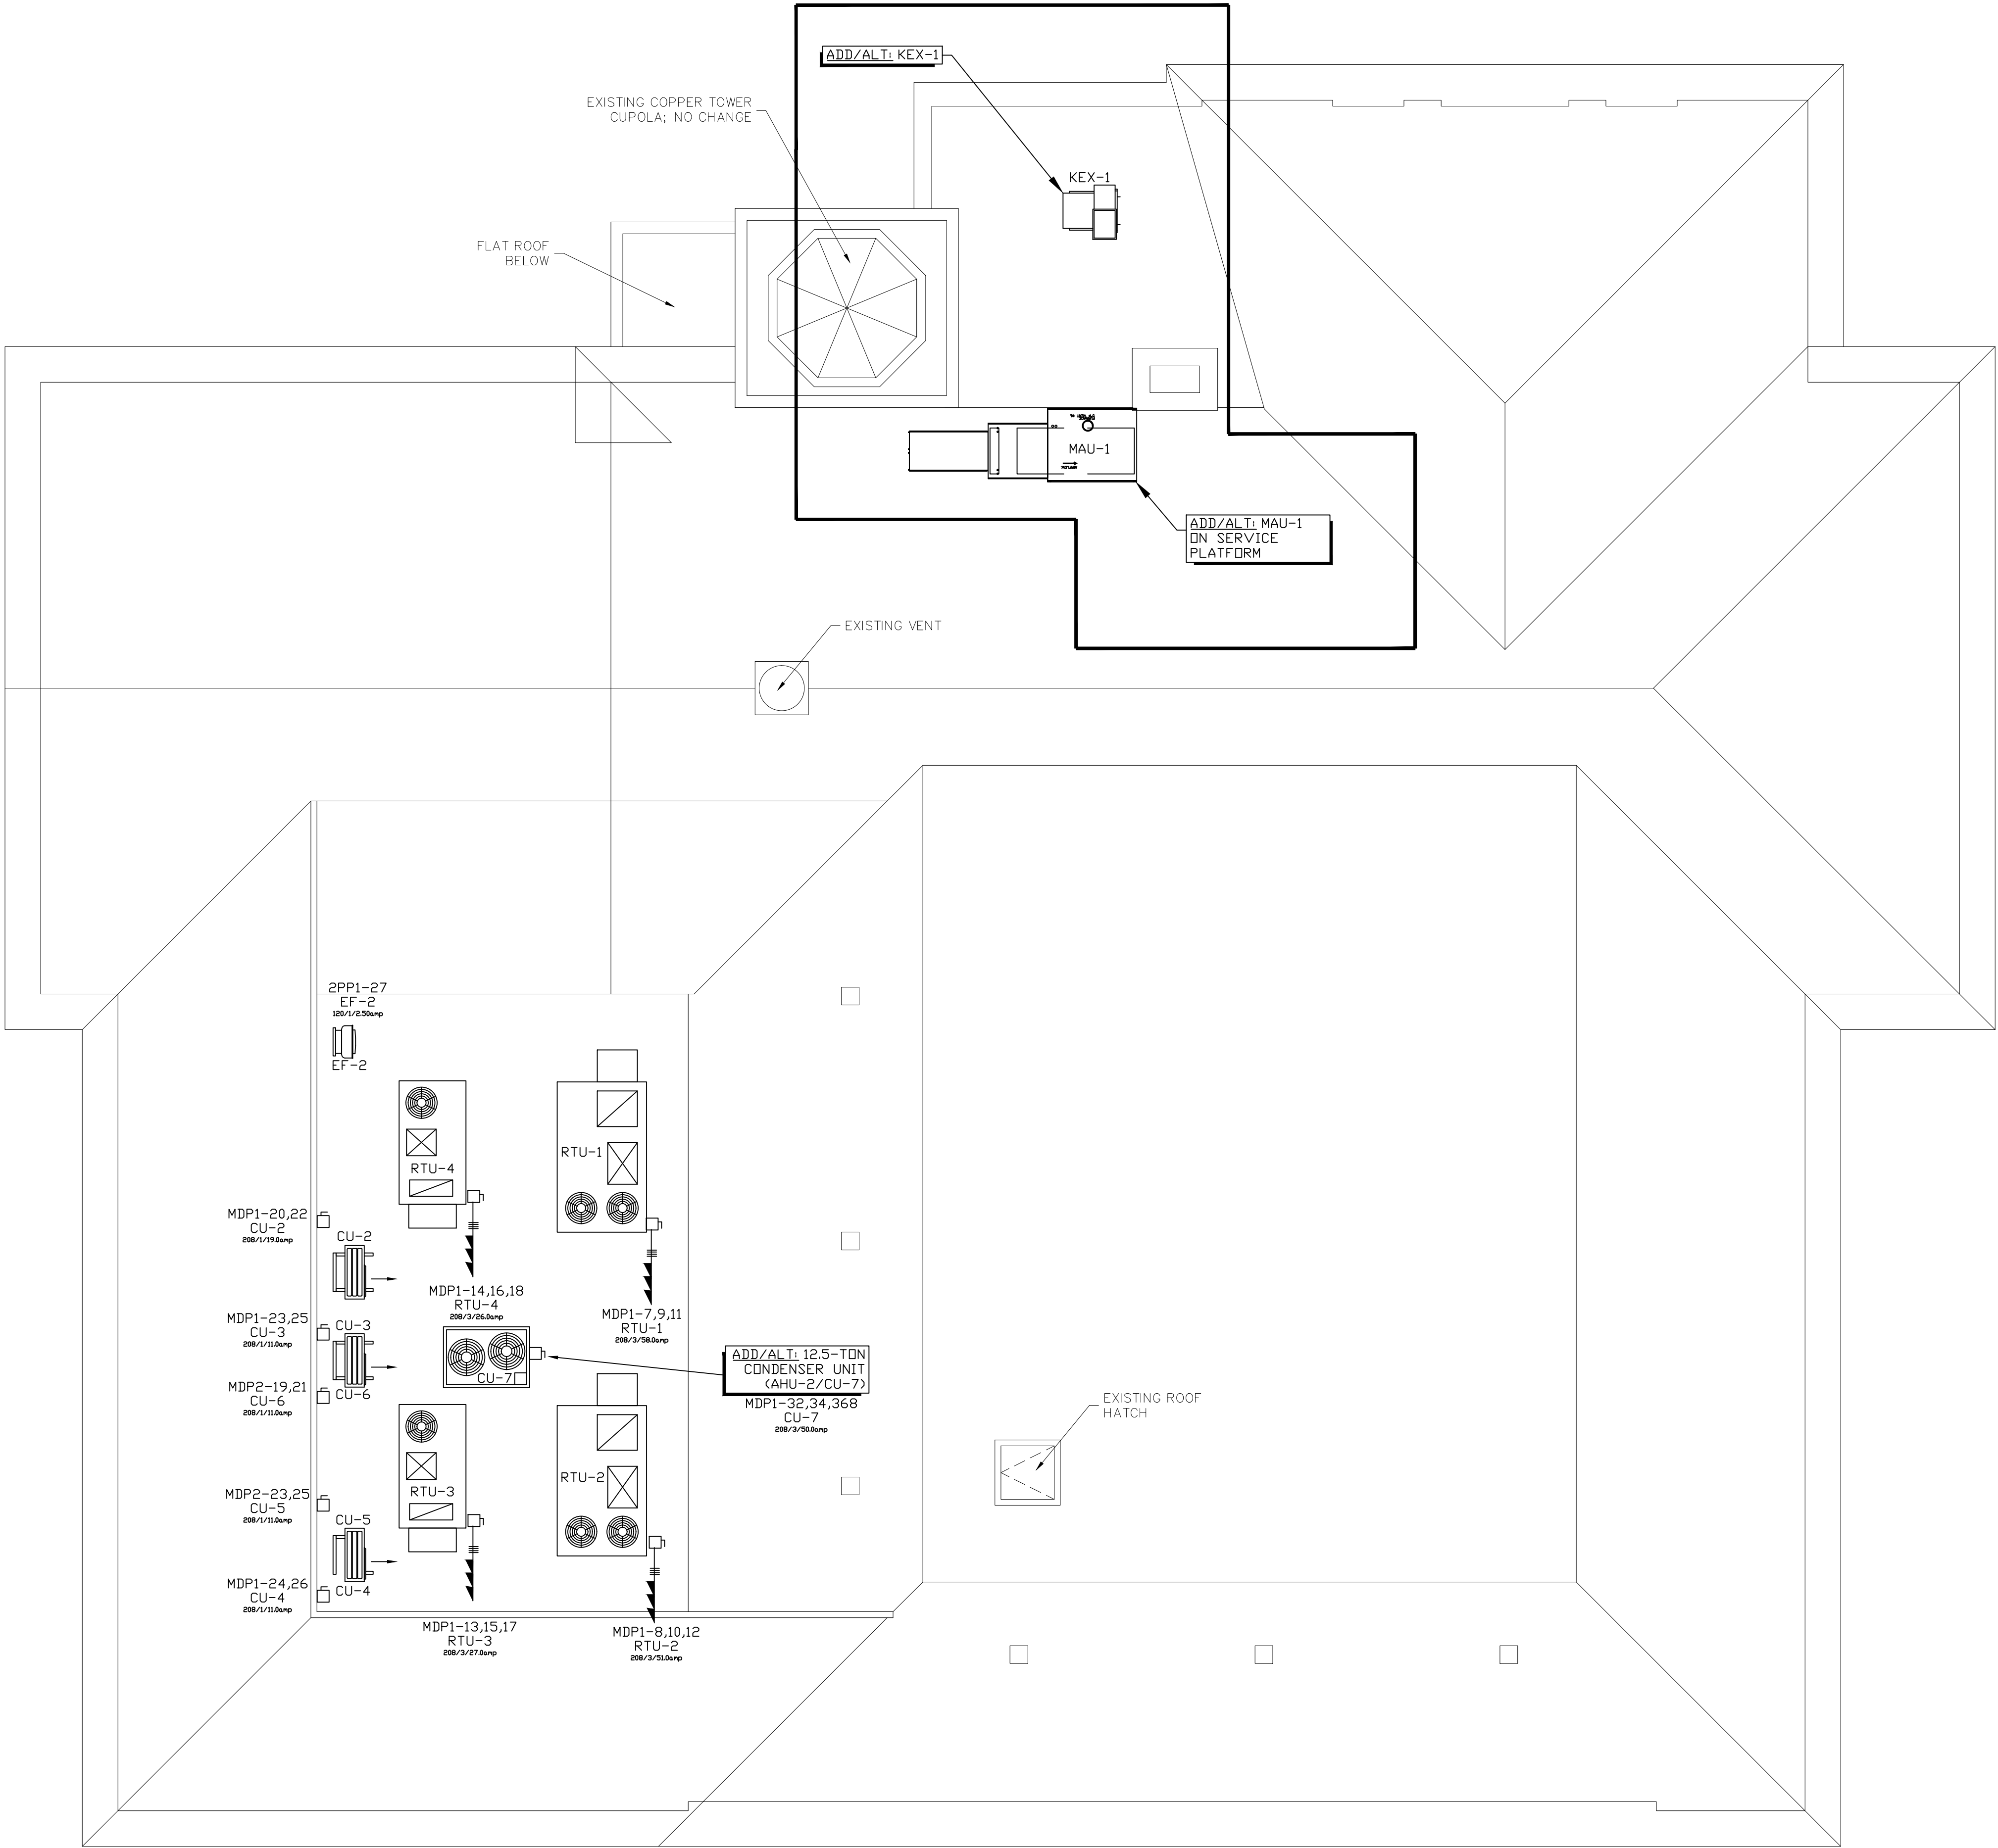 ADD/ALT: KEX-1
EXISTING COPPER TOWER
CUPOLA; NO CHANGE
KEX-1
FLAT ROOF
BELOW
MAU-1
ADD/ALT: MAU-1
ON SERVICE
PLATFORM
EXISTING VENT
2PP1-27
EF-2
120/1/2.50amp
EF-2
RTU-4
RTU-1
MDP1-20,22
CU-2
208/1/19.0amp
CU-2
MDP1-14,16,18
RTU-4
208/3/26.0amp
MDP1-7,9,11
RTU-1
208/3/58.0amp
MDP1-23,25
CU-3
208/1/11.0amp
CU-3
CU-7
ADD/ALT: 12.5-TON
CONDENSER UNIT
(AHU-2/CU-7)
MDP1-32,34,368
CU-7
208/3/50.0amp
MDP2-19,21
CU-6
208/1/11.0amp
CU-6
EXISTING ROOF
HATCH
RTU-3
RTU-2
MDP2-23,25
CU-5
208/1/11.0amp
CU-5
MDP1-24,26
CU-4
208/1/11.0amp
CU-4
MDP1-13,15,17
RTU-3
208/3/27.0amp
MDP1-8,10,12
RTU-2
208/3/51.0amp